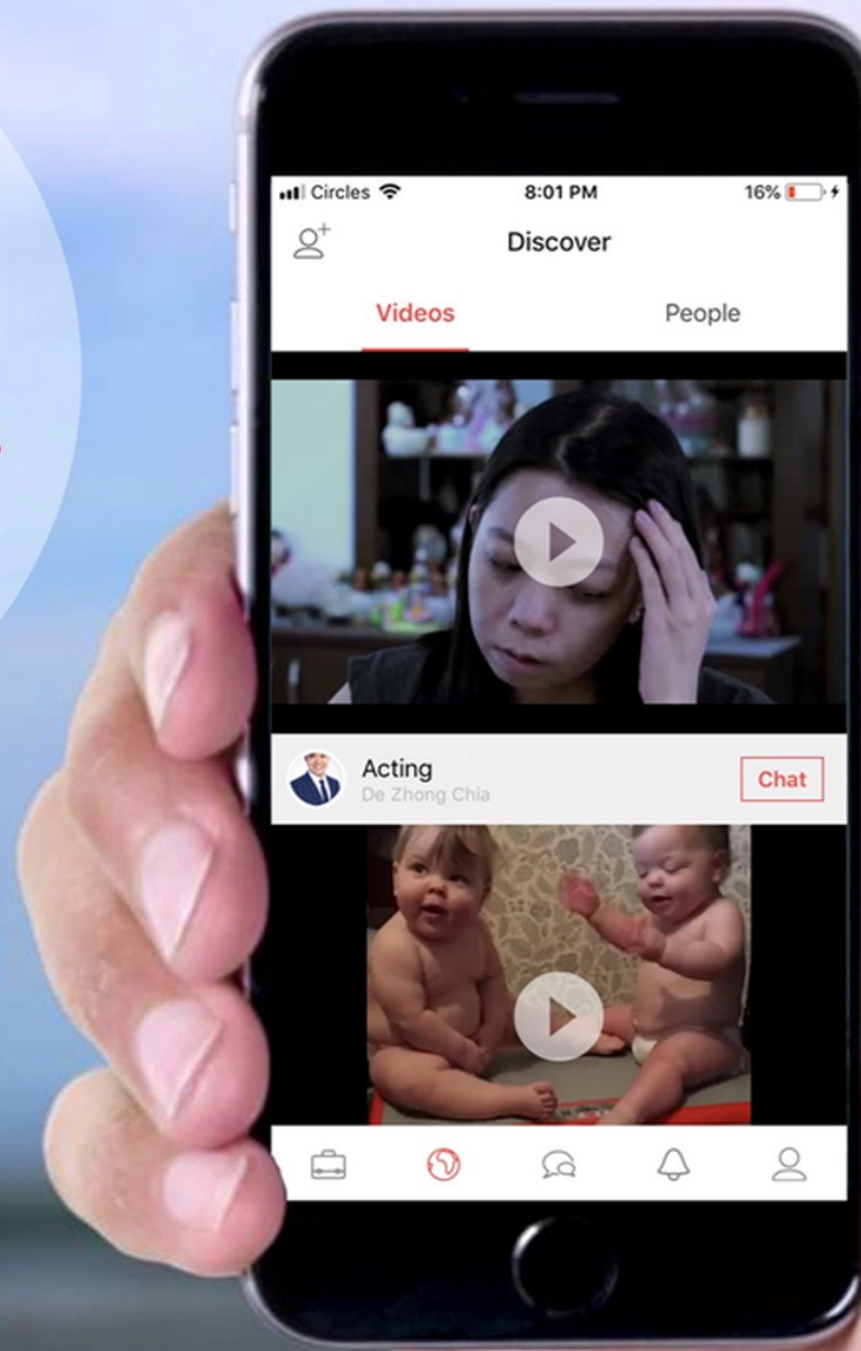 Circles
8:01 PM
16%
Discover
Videos
People
Acting
De Zhong Chia
Chat